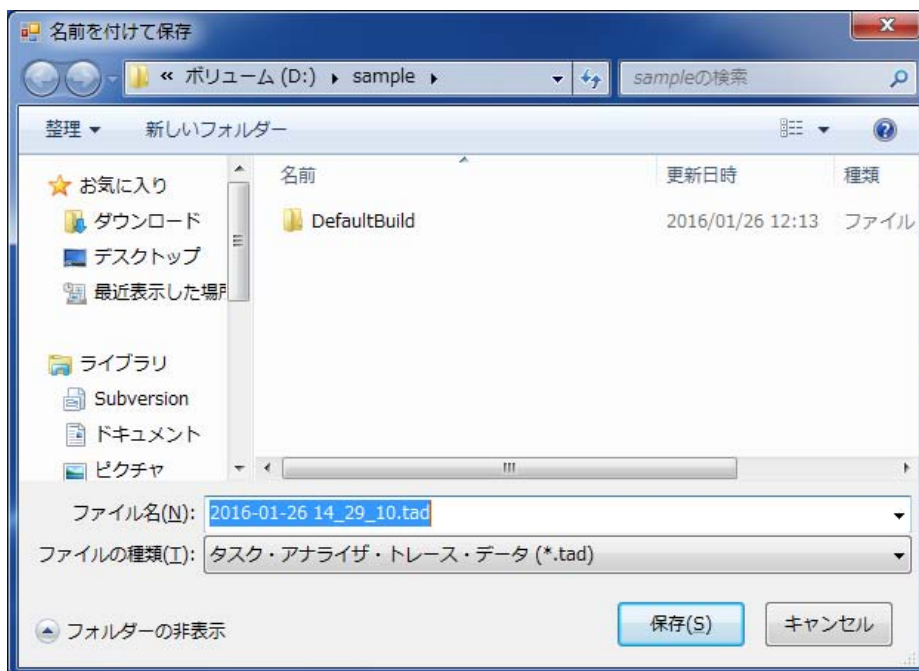 名前を付けて保存
« ボリューム (D:) sample
sampleの検索
整理 新しいフォルダー
名前 更新日時 種類
お気に入り
ダウンロード
デスクトップ
最近表示した場所
DefaultBuild 2016/01/26 12:13 ファイル
ライブラリ
Subversion
ドキュメント
ピクチャ
ファイル名(N): 2016-01-26 14_29_10.tad
ファイルの種類(T): タスク・アナライザ・トレース・データ (*.tad)
フォルダーの非表示
保存(S) キャンセル